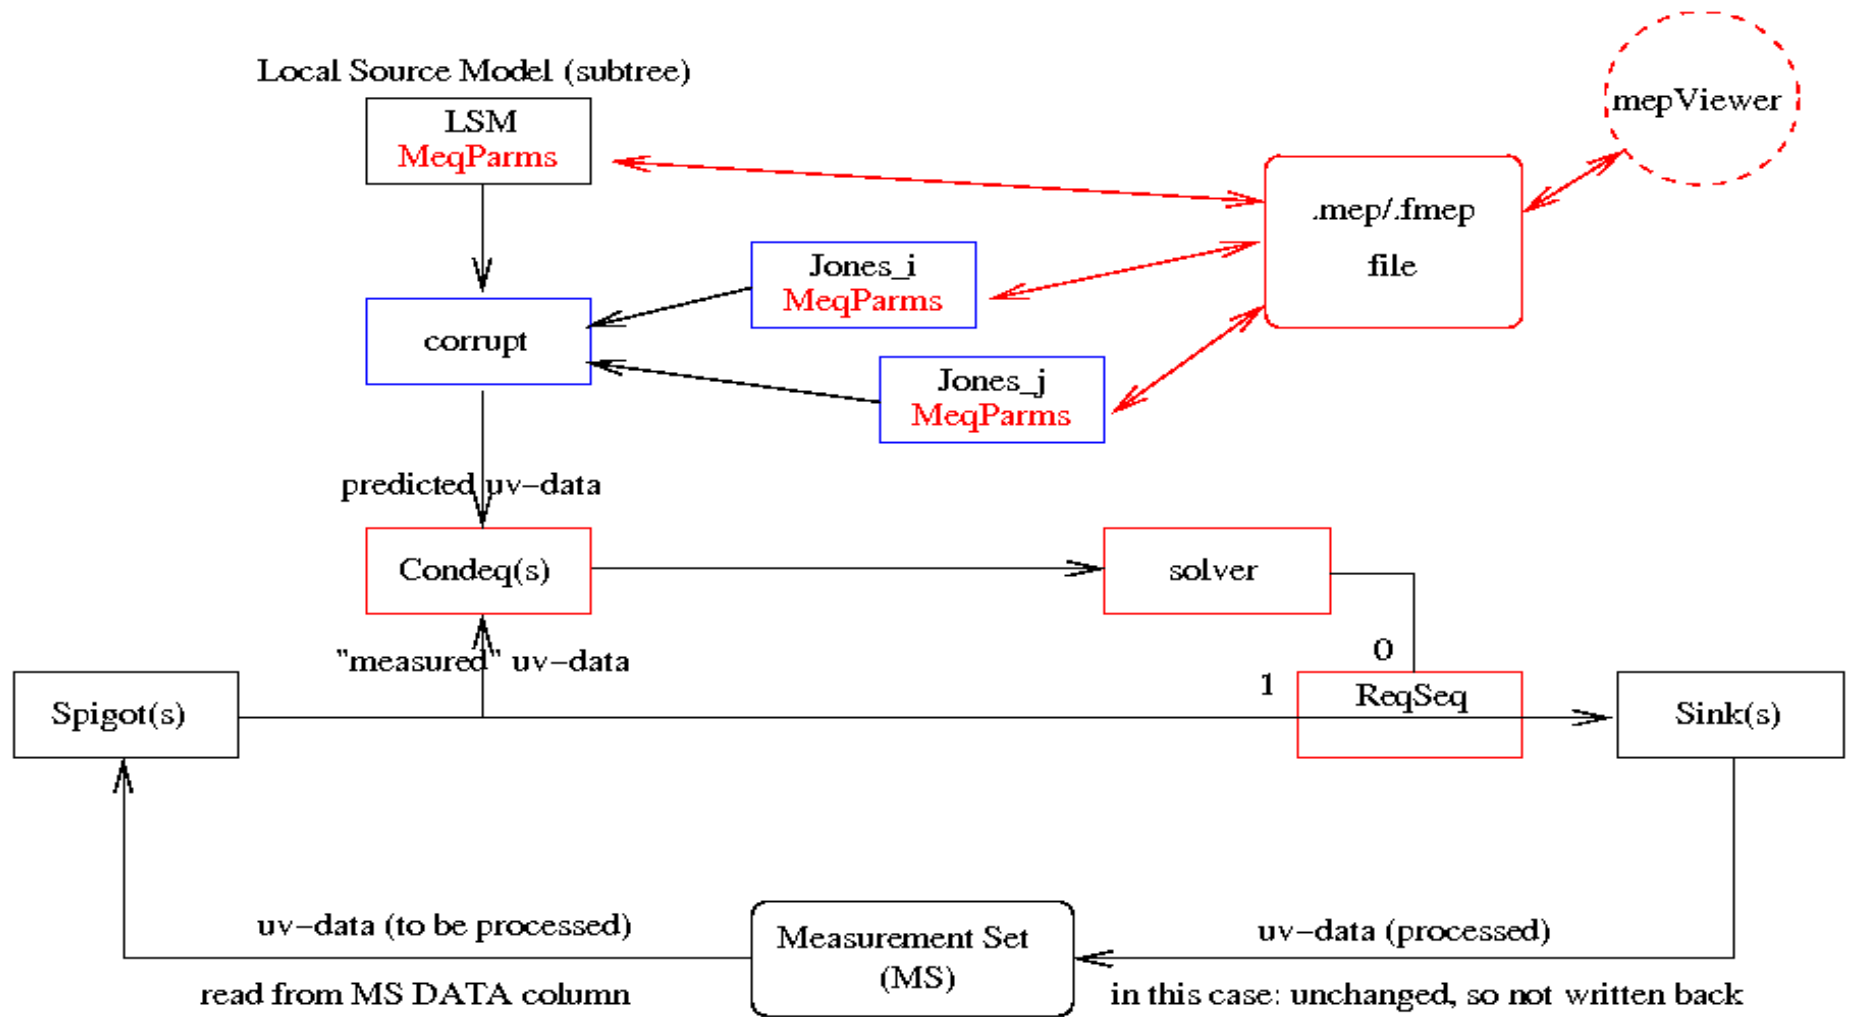 Local Source Model (subtree)
LSM
MeqParms
mepViewer
.mep/.fmep
file
Jones_i
MeqParms
corrupt
Jones_j
MeqParms
predicted uv−data
Condeq(s)
solver
"measured" uv−data
0
1
ReqSeq
Spigot(s)
Sink(s)
uv−data (to be processed)
Measurement Set
(MS)
uv−data (processed)
read from MS DATA column
in this case: unchanged, so not written back